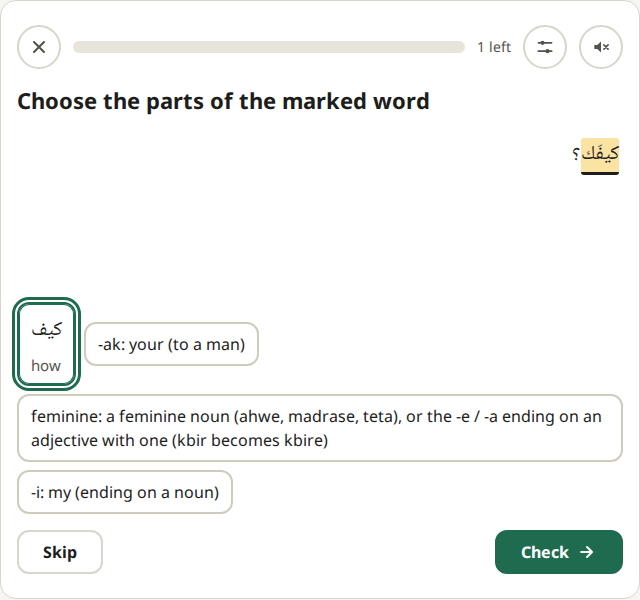 1 left
Choose the parts of the marked word
كيفَك؟
كيف
how
-ak: your (to a man)
feminine: a feminine noun (ahwe, madrase, teta), or the -e / -a ending on an
adjective with one (kbir becomes kbire)
-i: my (ending on a noun)
Skip
Check